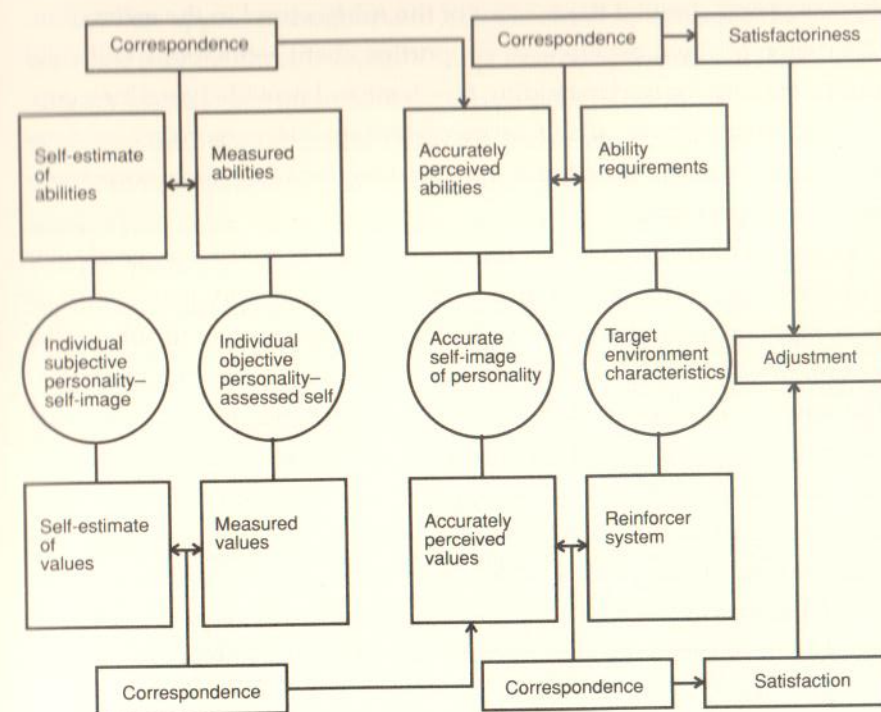 Correspondence
Correspondence
Satisfactoriness
Self-estimate
of
abilities
Measured
abilities
Accurately
perceived
abilities
Ability
requirements
Individual
subjective
personality–
self-image
Individual
objective
personality–
assessed self
Accurate
self-image
of personality
Target
environment
characteristics
Adjustment
Self-estimate
of
values
Measured
values
Accurately
perceived
values
Reinforcer
system
Correspondence
Correspondence
Satisfaction